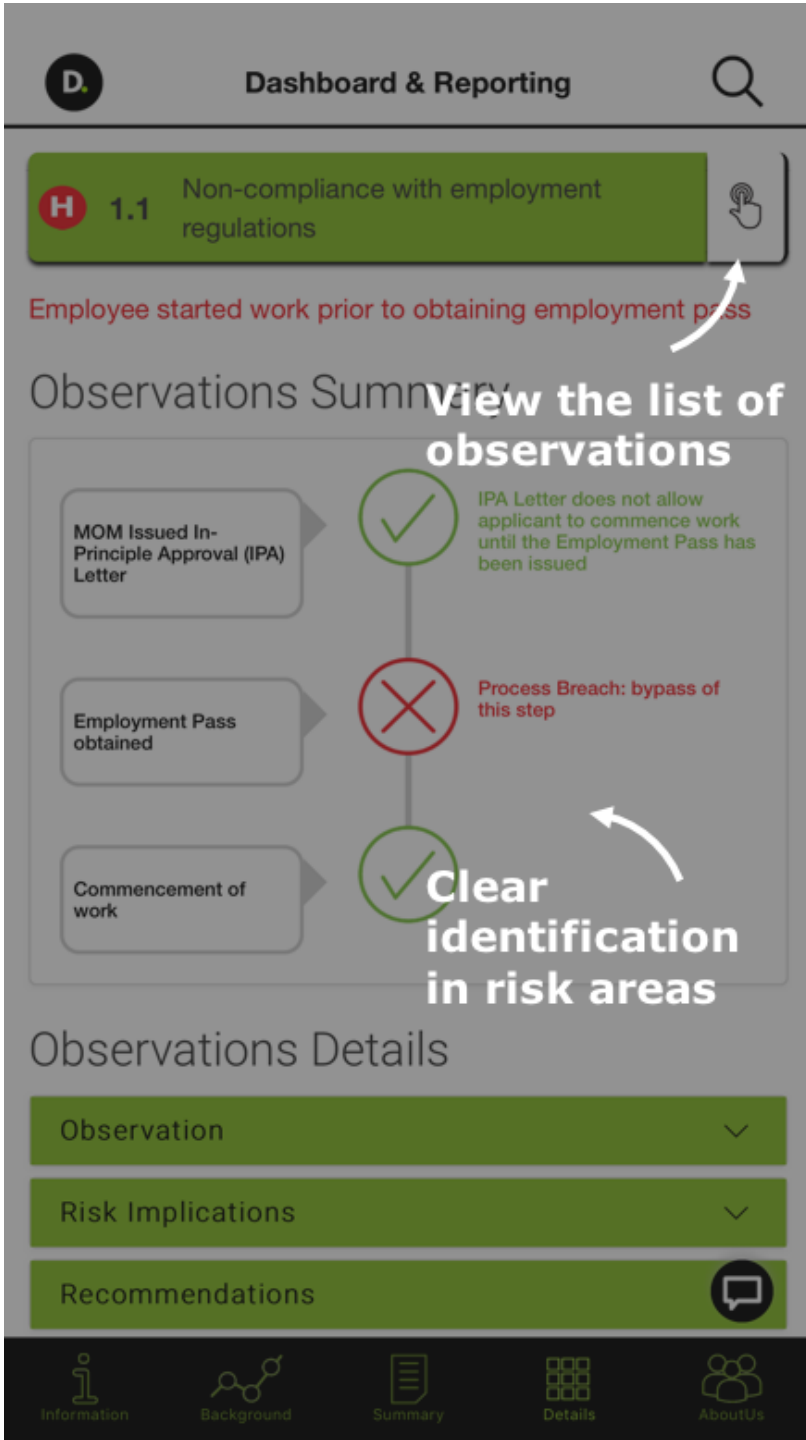 D.
Dashboard & Reporting
H 1.1 Non-compliance with employment
regulations
Employee started work prior to obtaining employment pass
Observations Summary
View the list of
observations
MOM Issued In-
Principle Approval (IPA)
Letter
IPA Letter does not allow
applicant to commence work
until the Employment Pass has
been issued
Employment Pass
obtained
Process Breach: bypass of
this step
Commencement of
work
Clear
identification
in risk areas
Observations Details
Observation
Risk Implications
Recommendations
Information
Background
Summary
Details
AboutUs